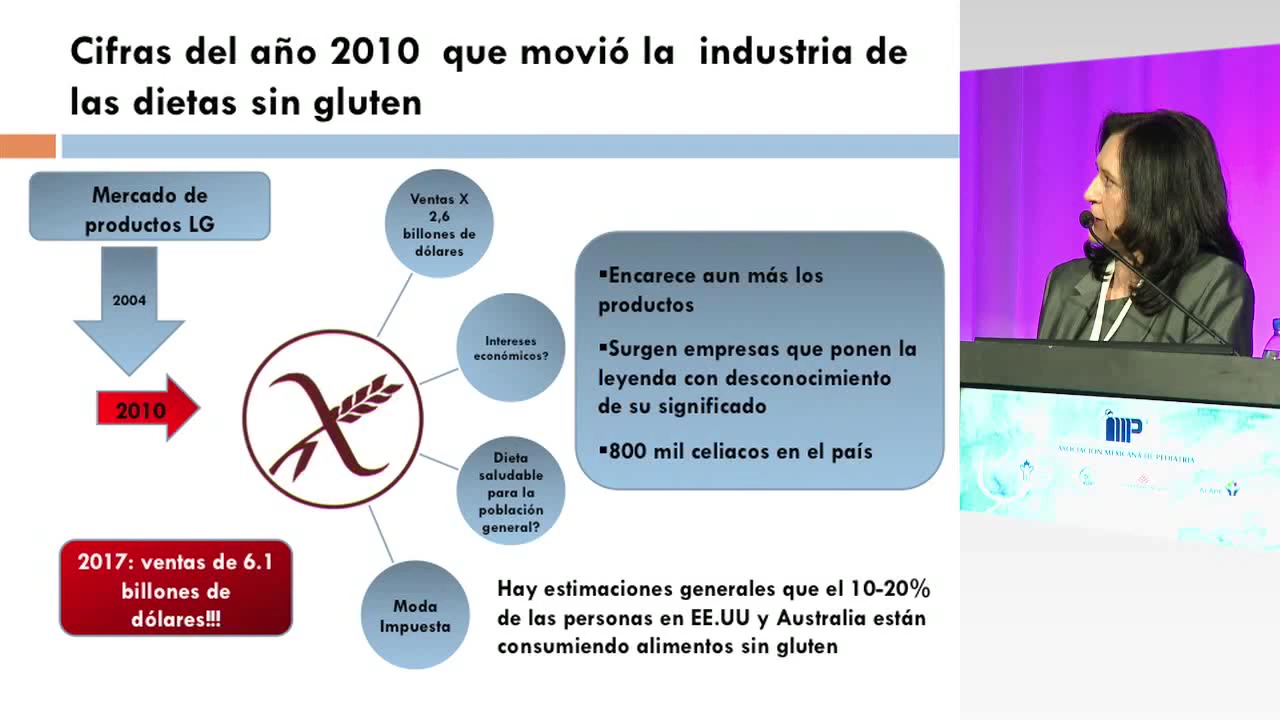 Cifras del año 2010 que movió la industria de
las dietas sin gluten
Mercado de
productos LG
2004
2010
2017: ventas de 6.1
billones de
dólares!!!
Ventas X
2,6
billones de
dólares
Intereses
económicos?
Dieta
saludable
para la
población
general?
Moda
Impuesta
▪Encarece aun más los
productos
▪Surgen empresas que ponen la
leyenda con desconocimiento
de su significado
▪800 mil celiacos en el país
Hay estimaciones generales que el 10-20%
de las personas en EE.UU y Australia están
consumiendo alimentos sin gluten
ASOCIACIÓN MEXICANA DE PEDIATRÍA